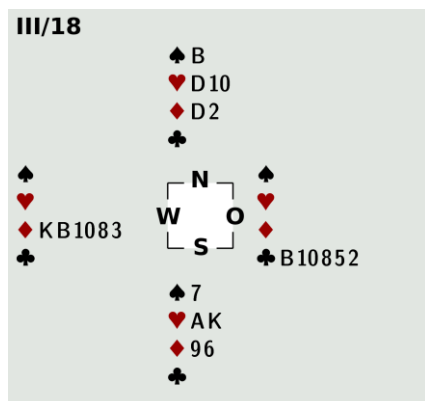 III/18
♠ B
♥ D10
♦ D2
♣
♠
♥
♦ KB1083
♣
N
W O
S
♠
♥
♦
♣ B10852
♠ 7
♥ AK
♦ 96
♣